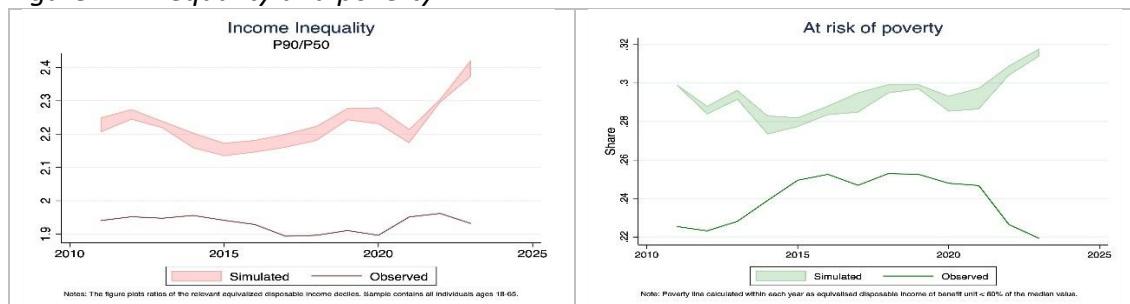 Income Inequality
P90/P50
2.4
2.3
2.2
2.1
2
1.9
2010
2015
2020
2025
Simulated
Observed
Notes: The figure plots ratios of the relevant equivalized disposable income deciles. Sample contains all individuals ages 18-65.
At risk of poverty
Share
.32
.3
.28
.26
.24
.22
2010
2015
2020
2025
Simulated
Observed
Note: Poverty line calculated within each year as equivalised disposable income of benefit unit < 60% of the median value.